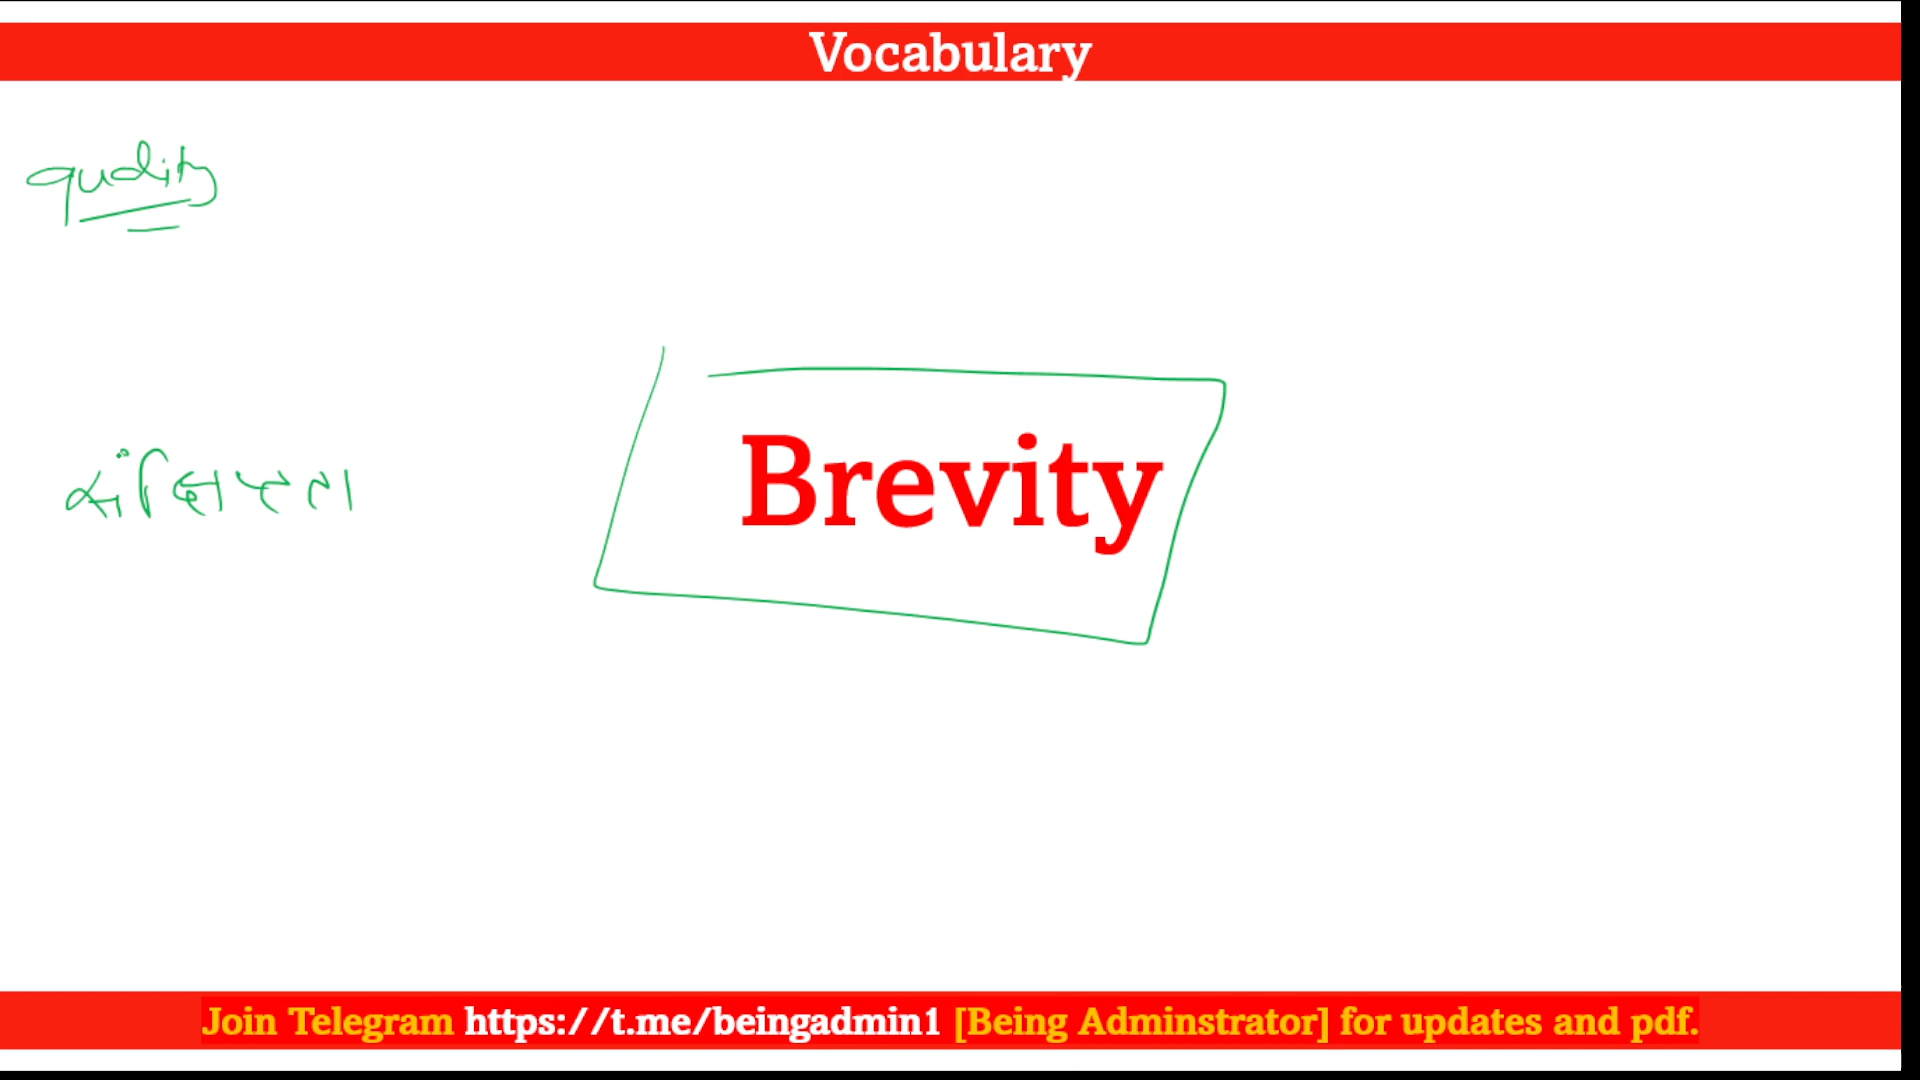 Vocabulary
quality
संक्षिप्तता
Brevity
Join Telegram https://t.me/beingadmin1 [Being Adminstrator] for updates and pdf.